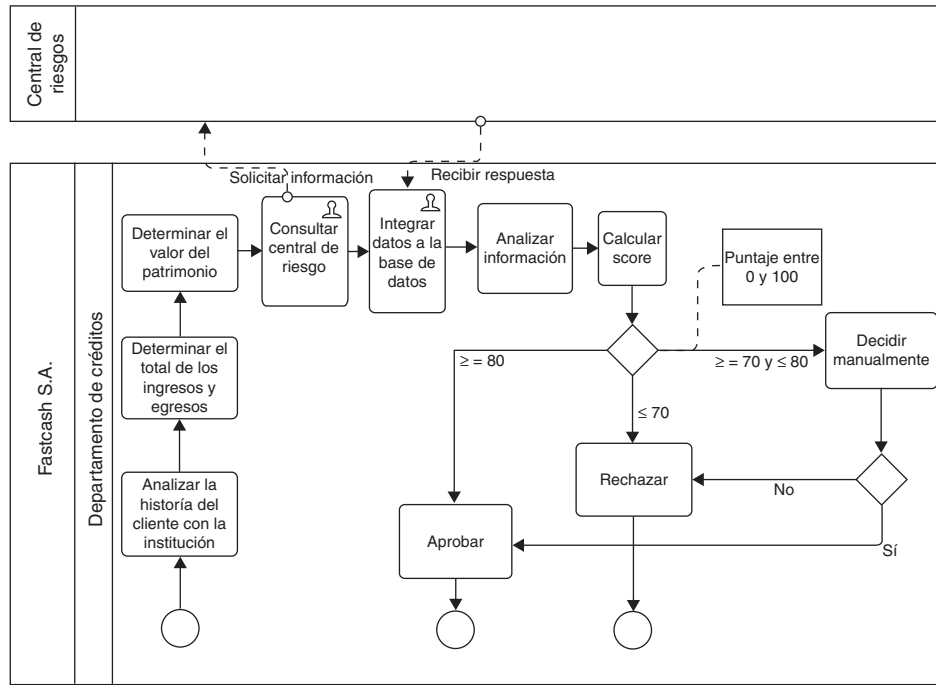 Central de
riesgos
Fastcash S.A.
Departamento de créditos
Solicitar información
Recibir respuesta
Determinar el
valor del
patrimonio
Consultar
central de
riesgo
Integrar
datos a la
base de
datos
Analizar
información
Calcular
score
Puntaje entre
0 y 100
Determinar el
total de los
ingresos y
egresos
≥ = 80
≥ = 70 y ≤ 80
Decidir
manualmente
≤ 70
Analizar la
historía del
cliente con la
institución
Rechazar
No
Aprobar
Sí